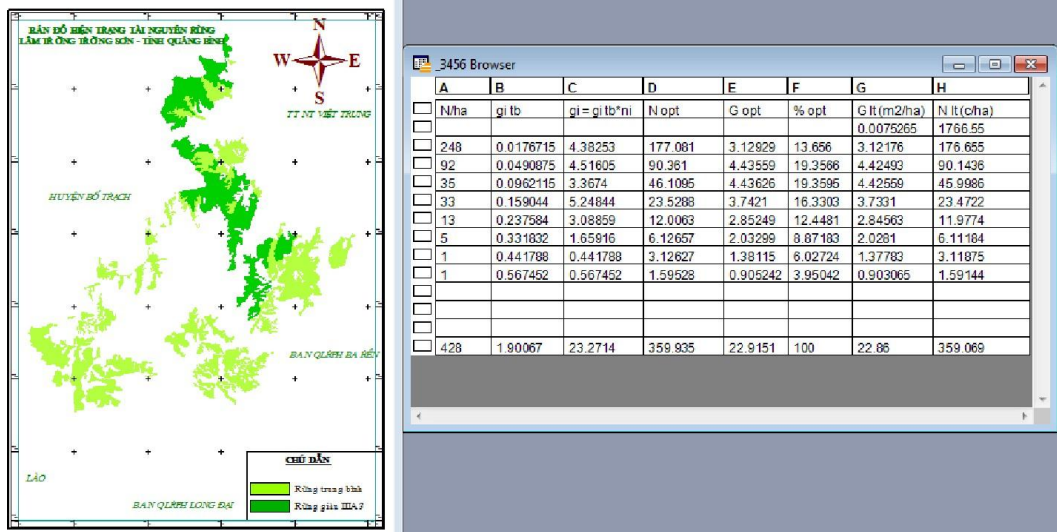 BẢN ĐỒ HIỆN TRẠNG TÀI NGUYÊN RỪNG
LÂM TRƯỜNG TRƯỜNG SƠN - TỈNH QUẢNG BÌNH
N
W E
S
TT NT VIỆT TRUNG
HUYỆN BỐ TRẠCH
BAN QLRPH BA RỀN
LÀO
BAN QLRPH LONG ĐẠI
CHÚ DẪN
Rừng trung bình
Rừng giàu IIIA3
_3456 Browser
A B C D E F G H
N/ha gi tb gi = gi tb*ni N opt G opt % opt G lt (m2/ha) N lt (c/ha)
0.0075265 1766.55
248 0.0176715 4.38253 177.081 3.12929 13.656 3.12176 176.655
92 0.0490875 4.51605 90.361 4.43559 19.3566 4.42493 90.1436
35 0.0962115 3.3674 46.1095 4.43626 19.3595 4.42559 45.9986
33 0.159044 5.24844 23.5288 3.7421 16.3303 3.7331 23.4722
13 0.237584 3.08859 12.0063 2.85249 12.4481 2.84563 11.9774
5 0.331832 1.65916 6.12657 2.03299 8.87183 2.0281 6.11184
1 0.441788 0.441788 3.12627 1.38115 6.02724 1.37783 3.11875
1 0.567452 0.567452 1.59528 0.905242 3.95042 0.903065 1.59144
428 1.90067 23.2714 359.935 22.9151 100 22.86 359.069